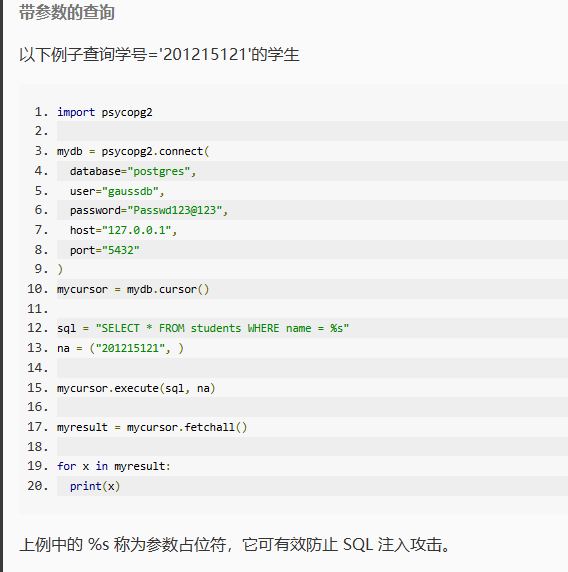 带参数的查询
以下例子查询学号='201215121'的学生
1. import psycopg2
2.
3. mydb = psycopg2.connect(
4.   database="postgres",
5.   user="gaussdb",
6.   password="Passwd123@123",
7.   host="127.0.0.1",
8.   port="5432"
9. )
10. mycursor = mydb.cursor()
11.
12. sql = "SELECT * FROM students WHERE name = %s"
13. na = ("201215121", )
14.
15. mycursor.execute(sql, na)
16.
17. myresult = mycursor.fetchall()
18.
19. for x in myresult:
20.   print(x)
上例中的 %s 称为参数占位符，它可有效防止 SQL 注入攻击。